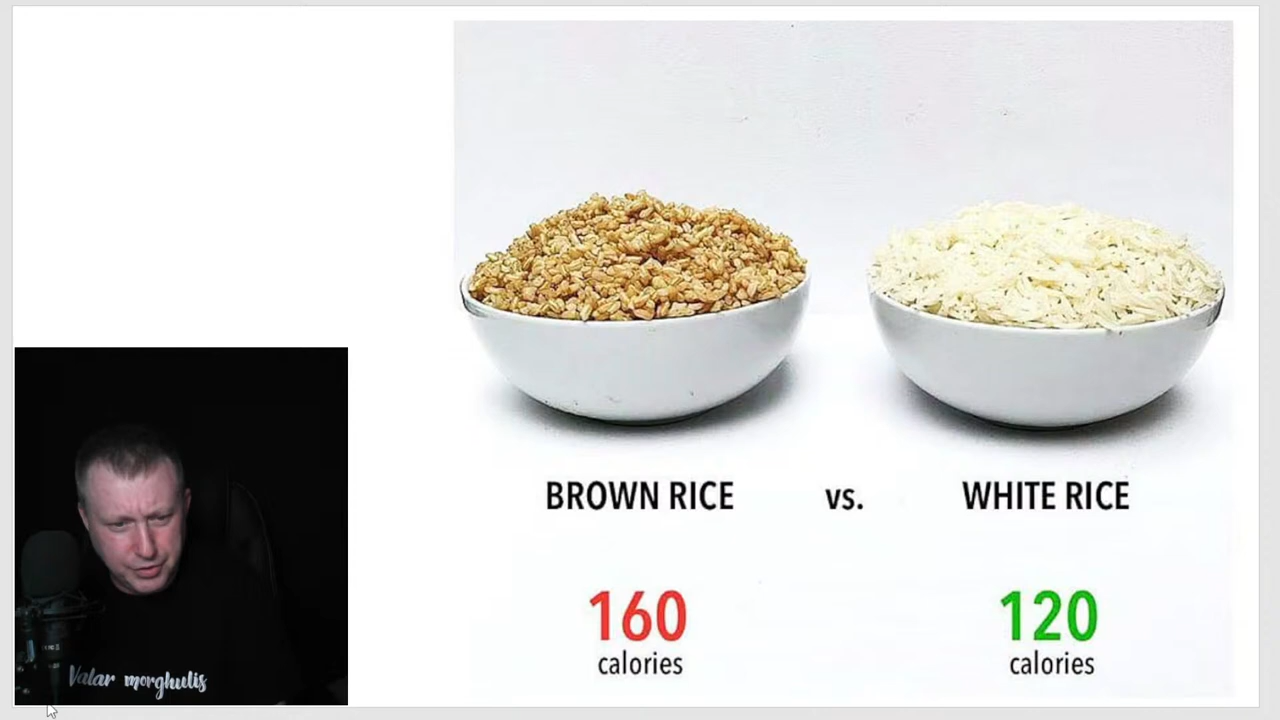 BROWN RICE vs. WHITE RICE
160 120
calories calories
Valar morghulis